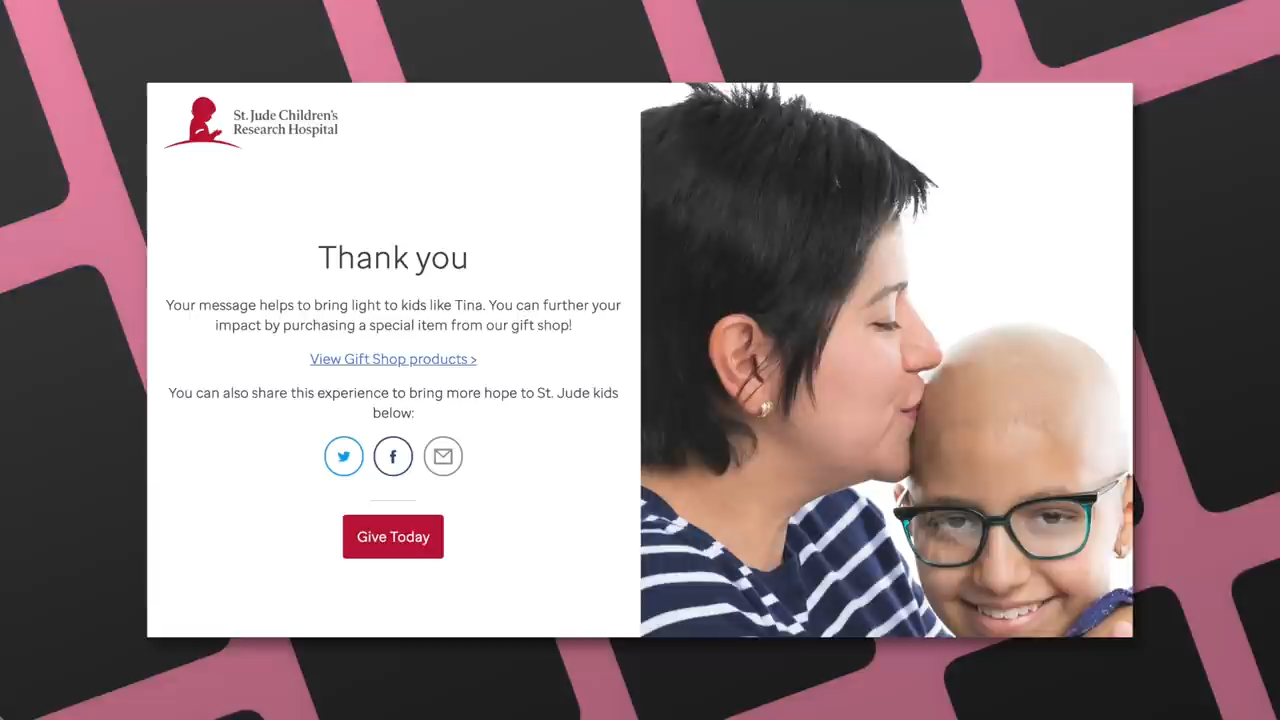 St. Jude Children's
Research Hospital
Thank you
Your message helps to bring light to kids like Tina. You can further your
impact by purchasing a special item from our gift shop!
View Gift Shop products >
You can also share this experience to bring more hope to St. Jude kids
below:
Give Today